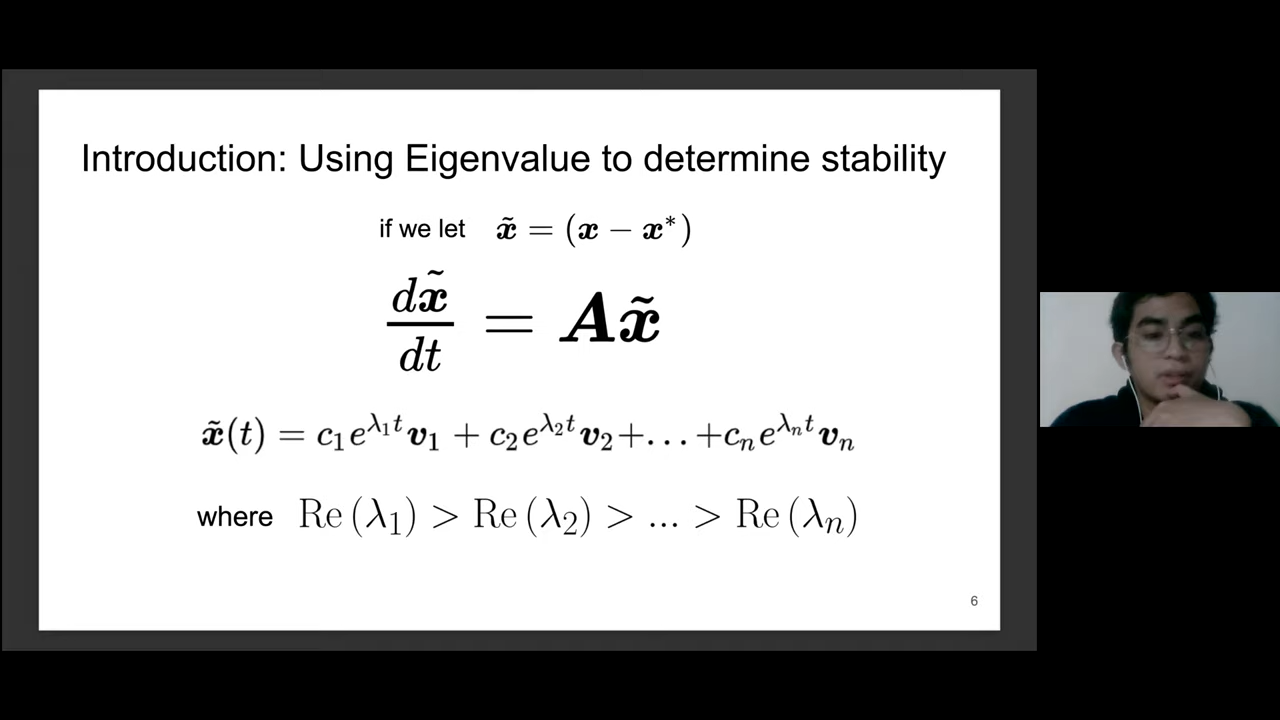 Introduction: Using Eigenvalue to determine stability
if we let x̃ = (x − x*)
dx̃/dt = Ax̃
x̃(t) = c₁e^{λ₁t}v₁ + c₂e^{λ₂t}v₂+...+cₙe^{λₙt}vₙ
where Re (λ₁) > Re (λ₂) > ... > Re (λₙ)
6